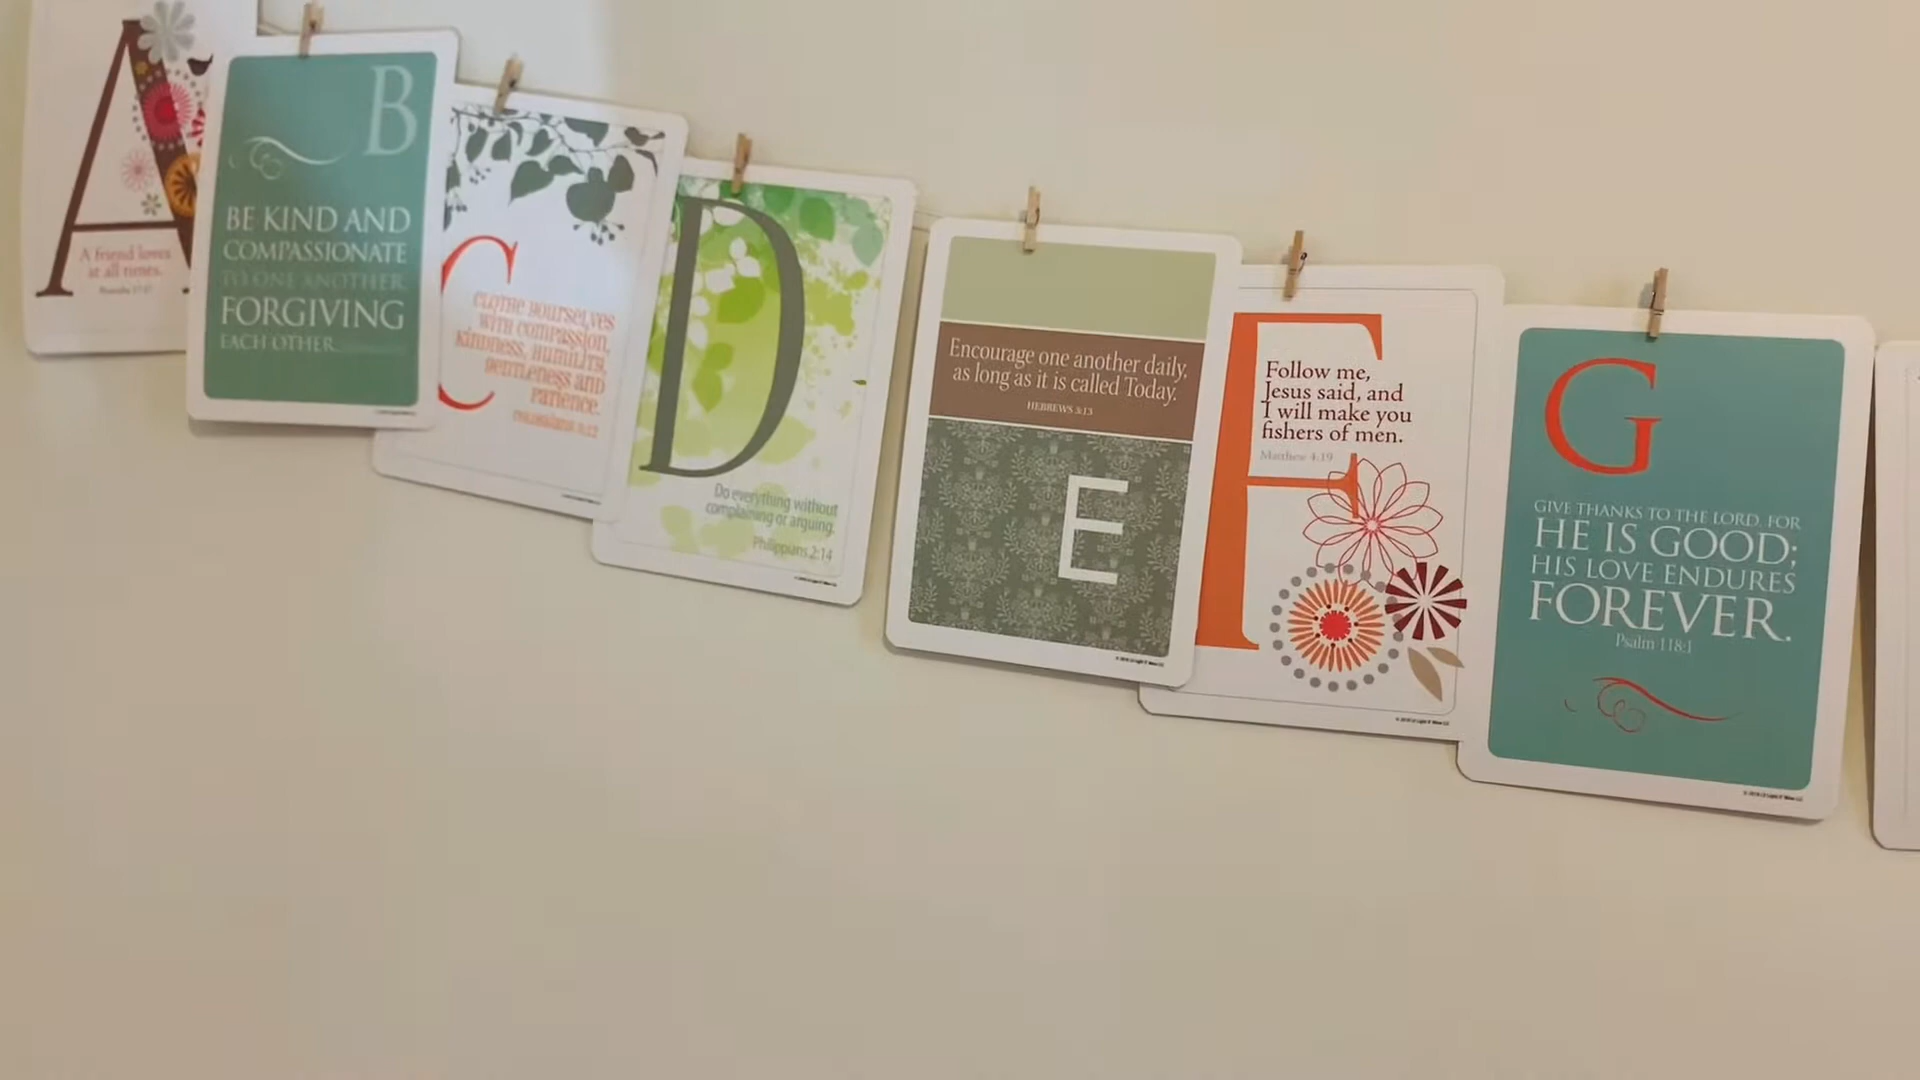 A
A friend loves
at all times.
B
BE KIND AND
COMPASSIONATE
TO ONE ANOTHER,
FORGIVING
EACH OTHER.
C
CLOTHE YOURSELVES
WITH COMPASSION,
KINDNESS, HUMILITY,
GENTLENESS AND
PATIENCE.
COLOSSIANS 3:12
D
Do everything without
complaining or arguing.
Philippians 2:14
Encourage one another daily,
as long as it is called Today.
HEBREWS 3:13
E
F
Follow me,
Jesus said, and
I will make you
fishers of men.
Matthew 4:19
G
GIVE THANKS TO THE LORD, FOR
HE IS GOOD;
HIS LOVE ENDURES
FOREVER.
Psalm 118:1